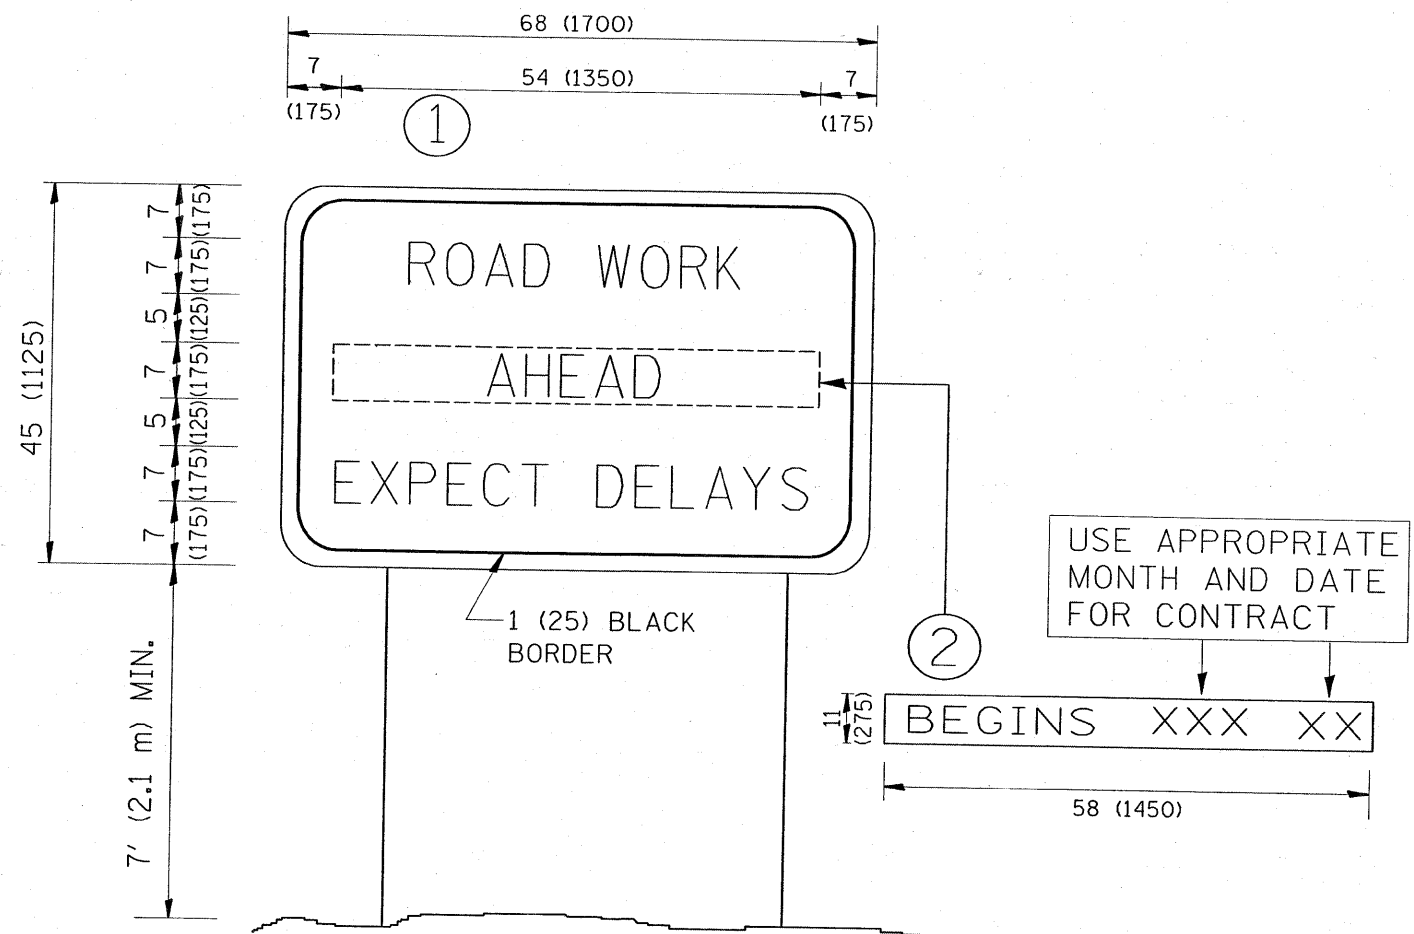 68 (1700)
7
54 (1350)
7
(175)
(175)
1
45 (1125)
7 (175)
7 (175)
5 (125)
7 (175)
5 (125)
7 (175)
7 (175)
ROAD WORK
AHEAD
EXPECT DELAYS
1 (25) BLACK
BORDER
7' (2.1 m) MIN.
2
USE APPROPRIATE
MONTH AND DATE
FOR CONTRACT
11
(275)
BEGINS XXX XX
58 (1450)